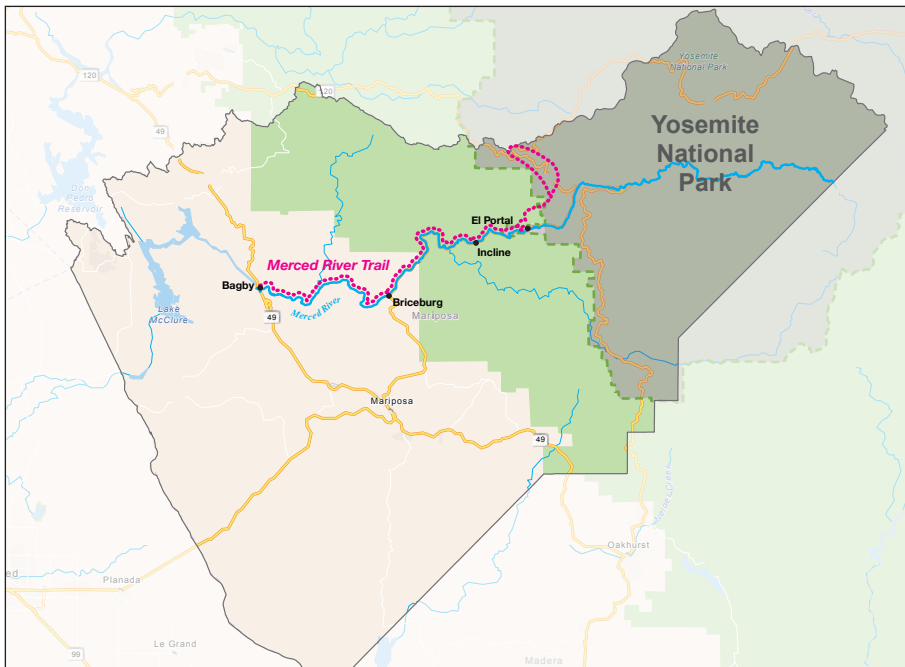 120
49
120
Yosemite
National Park
Yosemite
National
Park
Don
Pedro
Reservoir
El Portal
Incline
Merced River Trail
Bagby
Merced River
Briceburg
Lake
McClure
49
Mariposa
Mariposa
49
Oakhurst
ed
Planada
Le Grand
99
Madera